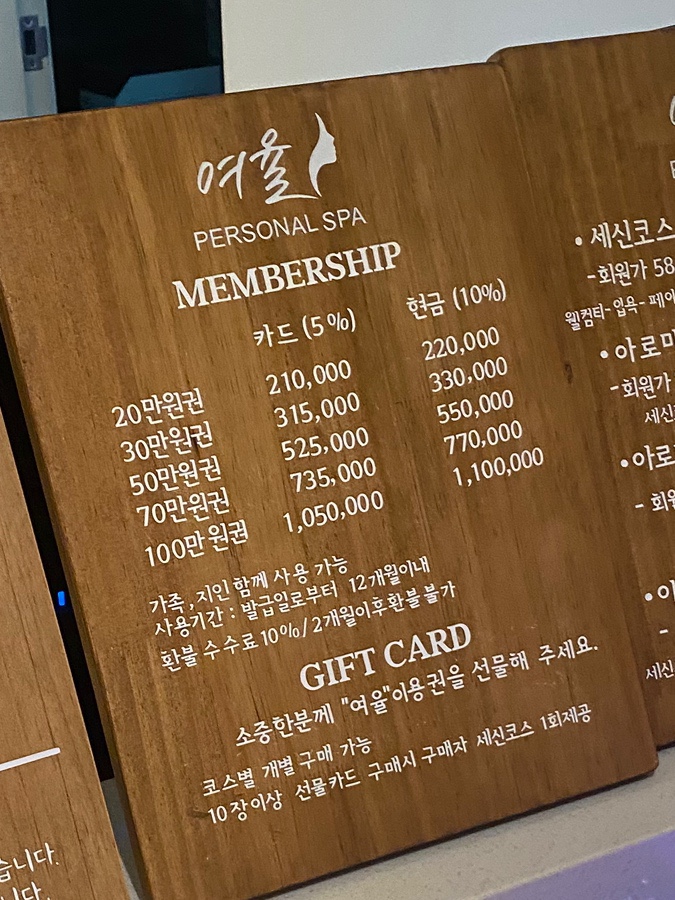 여율
PERSONAL SPA
MEMBERSHIP
카드 (5%) 현금 (10%)
20만원권 210,000 220,000
30만원권 315,000 330,000
50만원권 525,000 550,000
70만원권 735,000 770,000
100만원권 1,050,000 1,100,000
가족, 지인 함께 사용 가능
사용기간 : 발급일로부터 12개월이내
환불 수수료 10% / 2개월이후환불 불가
GIFT CARD
소중한분께 "여율"이용권을 선물해 주세요.
코스별 개별 구매 가능
10장이상 선물카드 구매시 구매자 세신코스 1회제공
• 세신코스
-회원가 58
웰컴티-입욕-페이
• 아로마
-회원가
세신
• 아로
- 회원
• 아
-
세신
습니다.
니다.